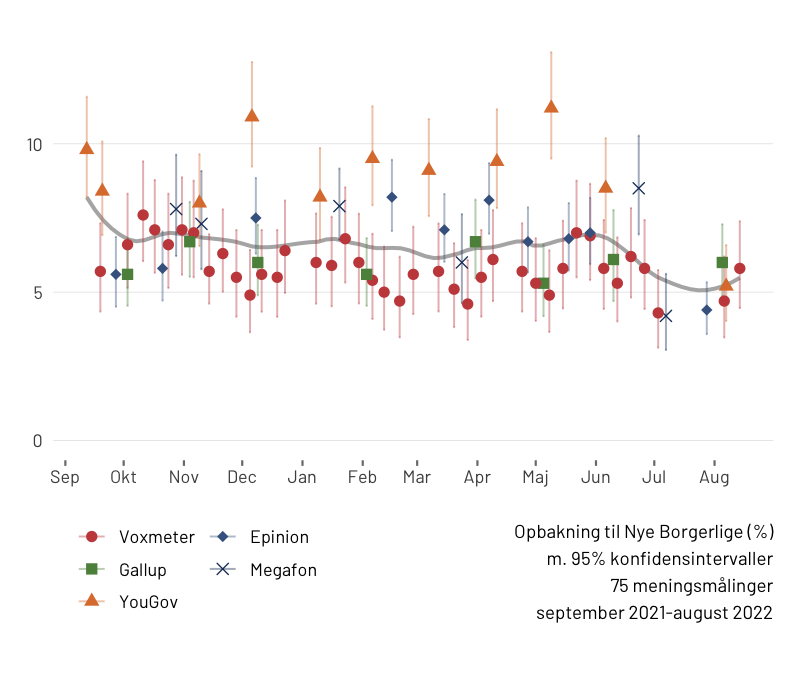 10
5
0
Sep Okt Nov Dec Jan Feb Mar Apr Maj Jun Jul Aug
Voxmeter Epinion
Gallup Megafon
YouGov
Opbakning til Nye Borgerlige (%)
m. 95% konfidensintervaller
75 meningsmålinger
september 2021-august 2022